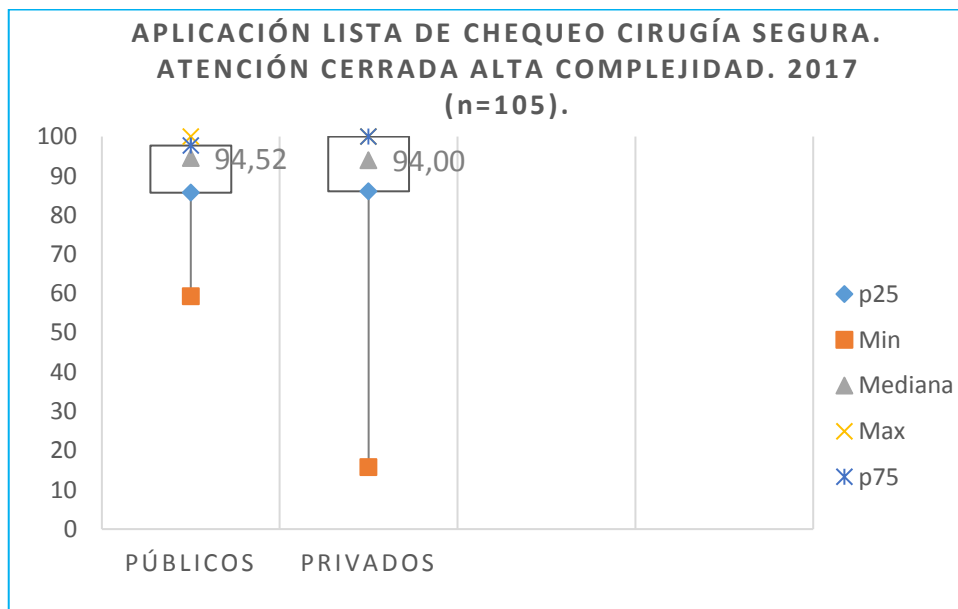 APLICACIÓN LISTA DE CHEQUEO CIRUGÍA SEGURA.
ATENCIÓN CERRADA ALTA COMPLEJIDAD. 2017
(n=105).
100
90
80
70
60
50
40
30
20
10
0
94,52
94,00
PÚBLICOS
PRIVADOS
p25
Min
Mediana
Max
p75